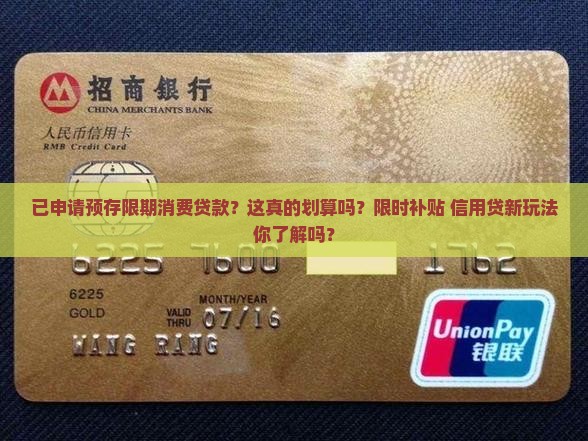 招商銀行
CHINA MERCHANTS BANK
人民币信用卡
RMB Credit Card
已申请预存限期消费贷款？这真的划算吗？限时补贴 信用贷新玩法
你了解吗？
6225 7600 1762
6225
MONTH/YEAR
GOLD VALID THRU 07/16
WANG RANG
UnionPay
银联